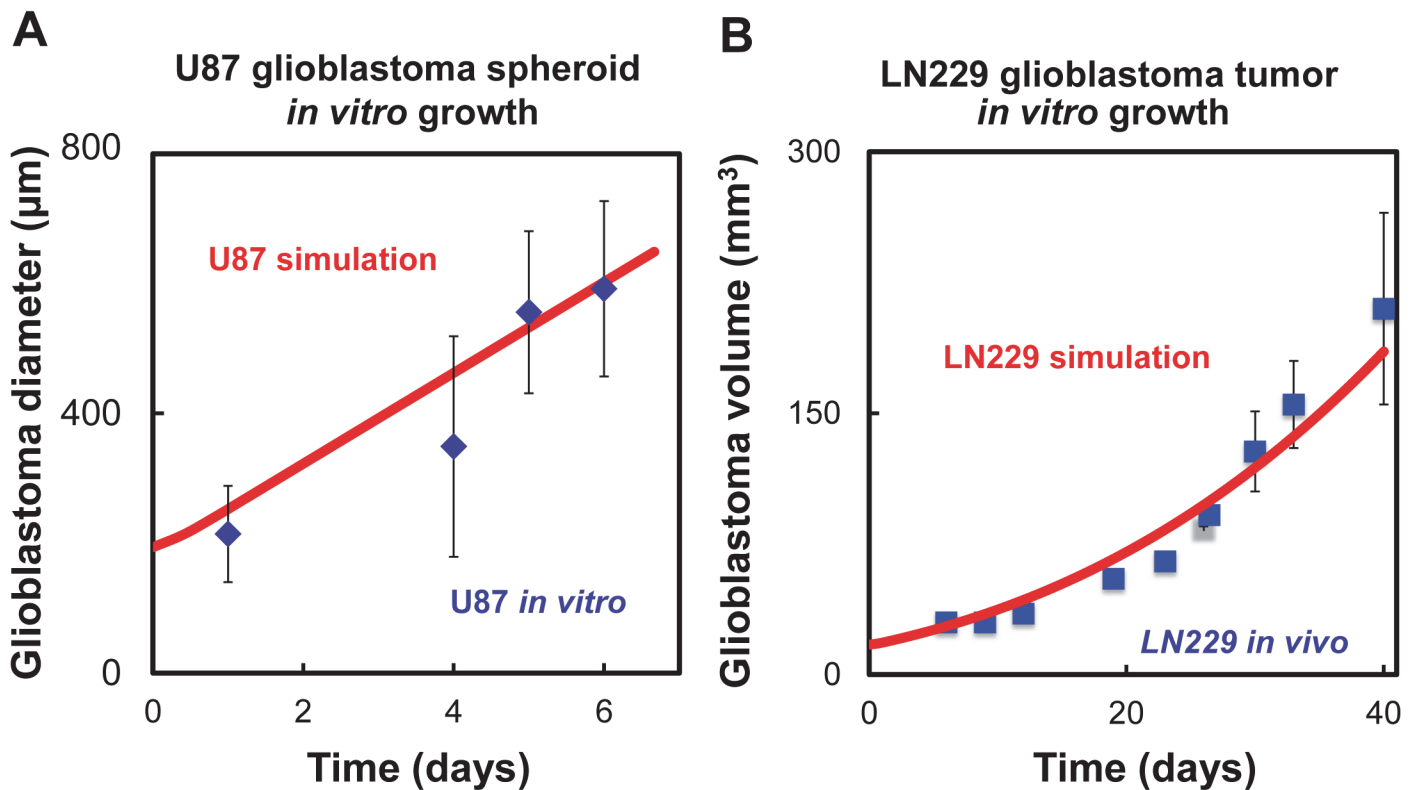 A
U87 glioblastoma spheroid
in vitro growth
Glioblastoma diameter (µm)
800
400
0
U87 simulation
U87 in vitro
0 2 4 6
Time (days)
B
LN229 glioblastoma tumor
in vitro growth
Glioblastoma volume (mm³)
300
150
0
LN229 simulation
LN229 in vivo
0 20 40
Time (days)